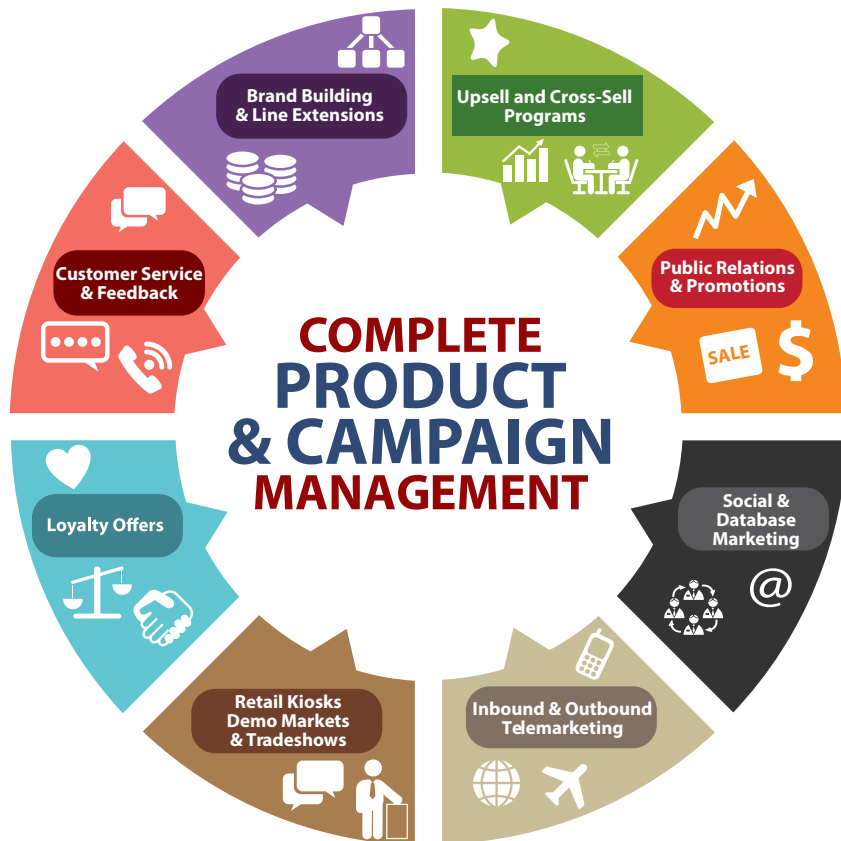 Brand Building
& Line Extensions
Upsell and Cross-Sell
Programs
Public Relations
& Promotions
SALE
$
Social &
Database
Marketing
@
Inbound & Outbound
Telemarketing
Retail Kiosks
Demo Markets
& Tradeshows
Loyalty Offers
Customer Service
& Feedback
COMPLETE
PRODUCT
& CAMPAIGN
MANAGEMENT